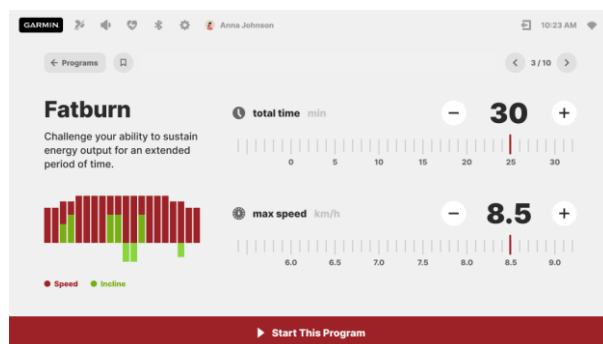 GARMIN Anna Johnson 10:23 AM
← Programs 3/10
Fatburn
Challenge your ability to sustain
energy output for an extended
period of time.
total time min − 30 +
0 5 10 15 20 25 30
max speed km/h − 8.5 +
6.0 6.5 7.0 7.5 8.0 8.5 9.0
Speed Incline
Start This Program